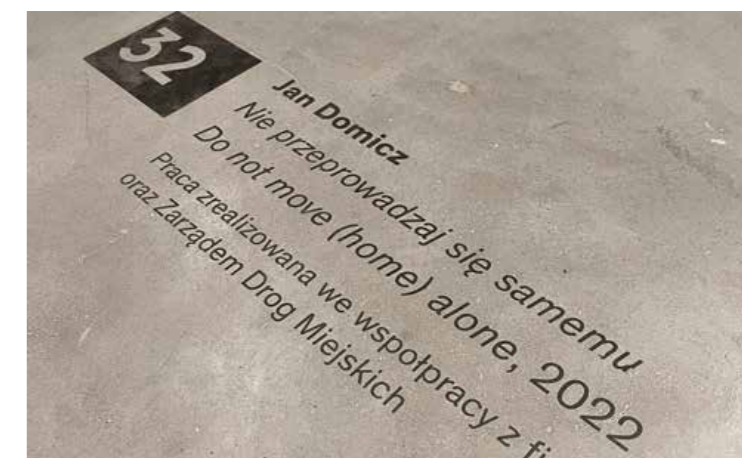 32
Jan Domicz
Nie przeprowadzaj się samemu
Do not move (home) alone, 2022
Praca zrealizowana we wspołpracy z
oraz Zarządem Drog Miejskich